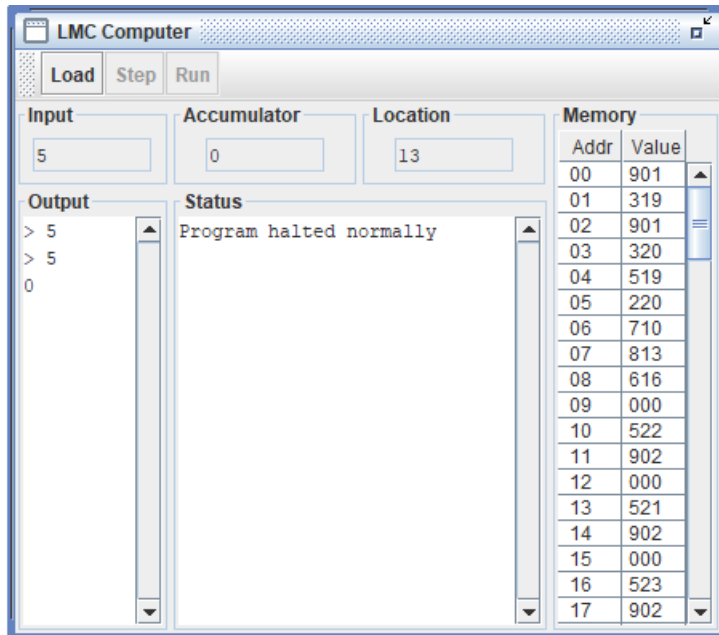 LMC Computer
Load Step Run
Input Accumulator Location Memory
5 0 13
Addr Value
00 901
01 319
02 901
03 320
04 519
05 220
06 710
07 813
08 616
09 000
10 522
11 902
12 000
13 521
14 902
15 000
16 523
17 902
Output Status
> 5 Program halted normally
> 5
0